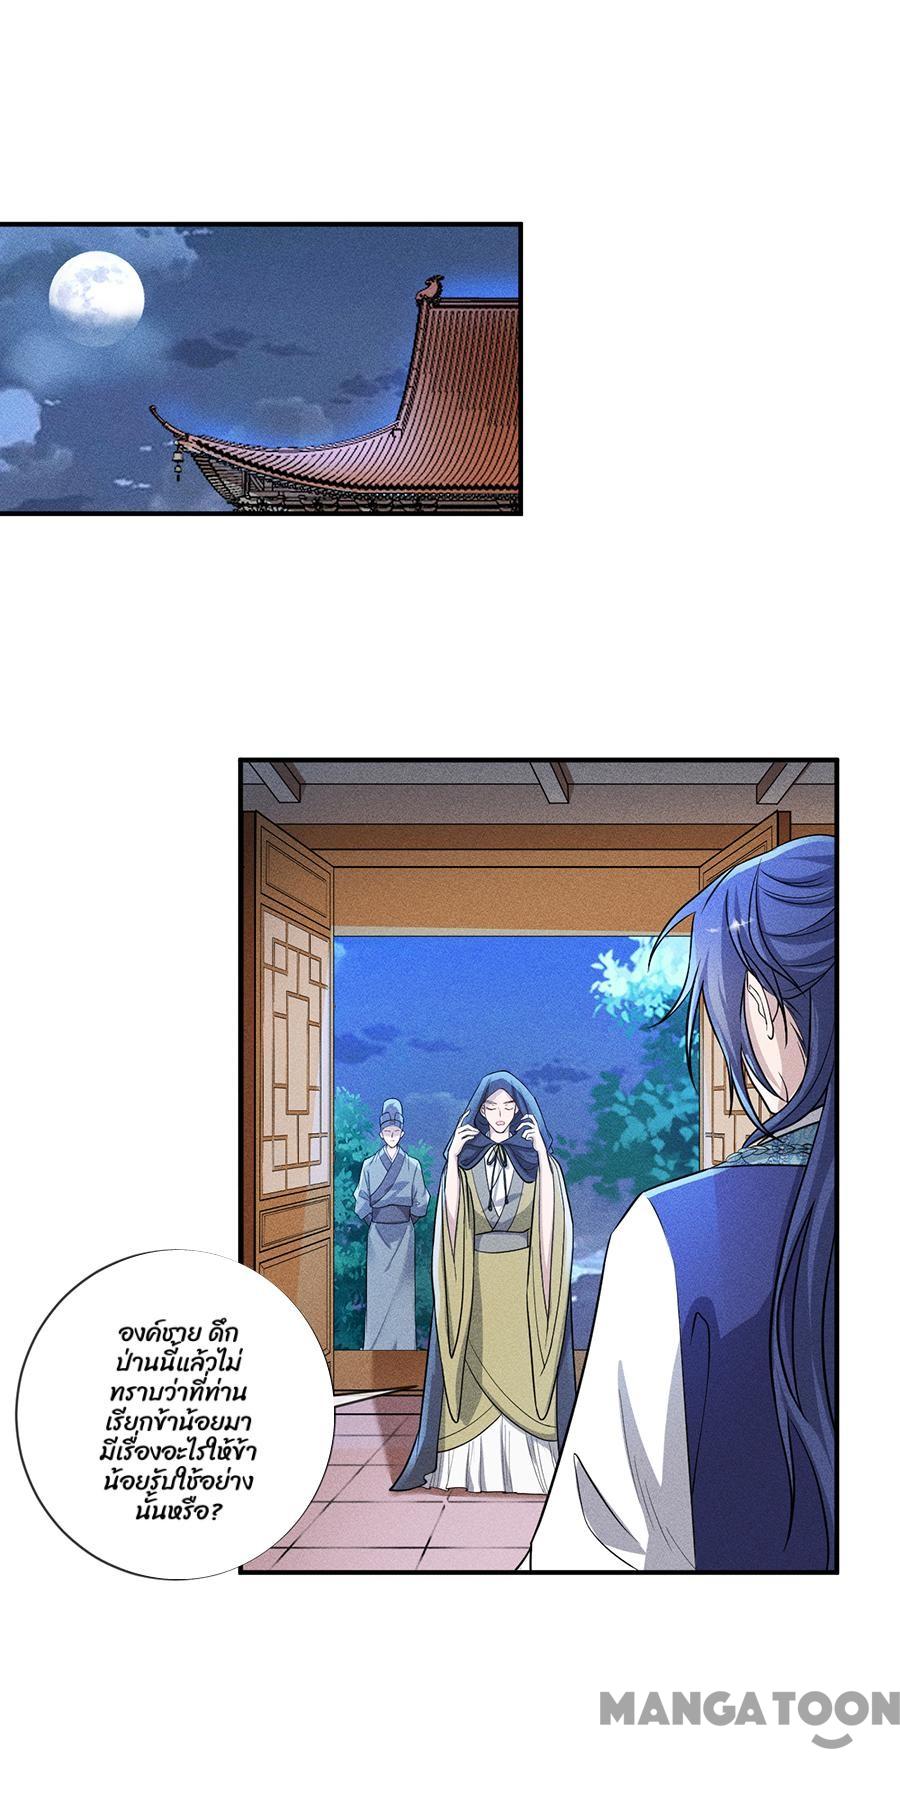 องค์ชาย ดึก
ป่านนี้แล้วไม่
ทราบว่าที่ท่าน
เรียกข้าน้อยมา
มีเรื่องอะไรให้ข้า
น้อยรับใช้อย่าง
นั้นหรือ?
MANGATOON